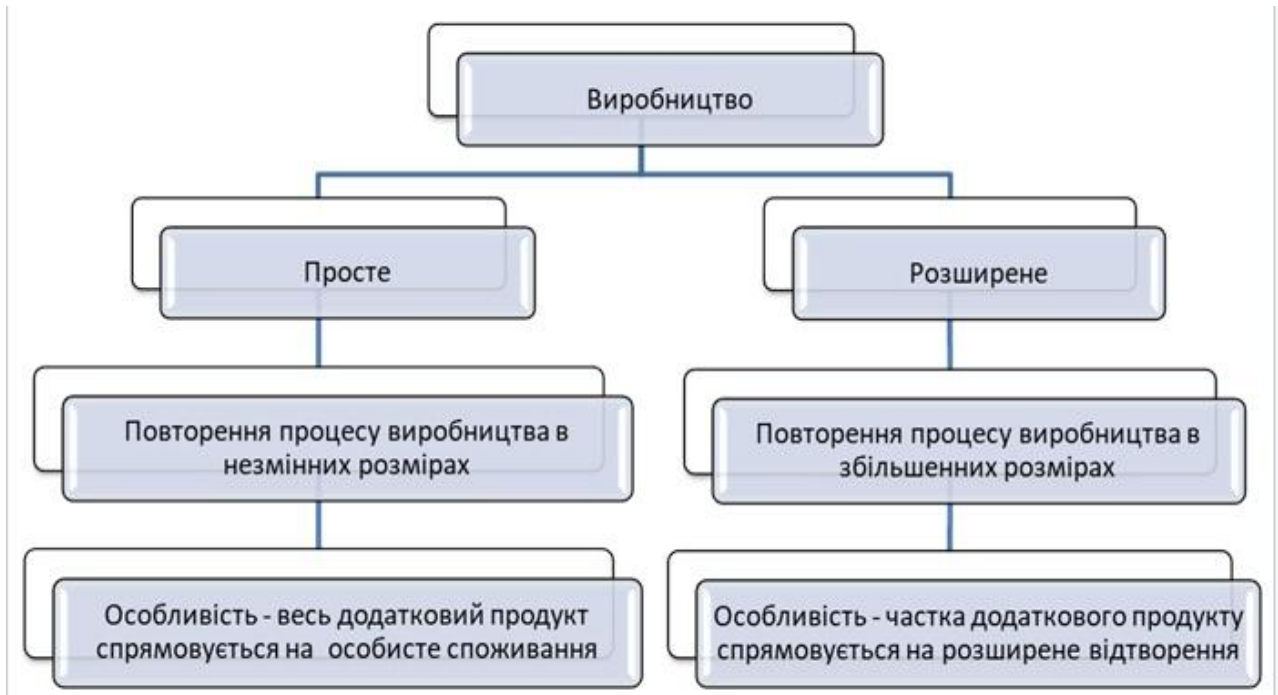 Виробництво
Просте
Розширене
Повторення процесу виробництва в
незмінних розмірах
Повторення процесу виробництва в
збільшенних розмірах
Особливість - весь додатковий продукт
спрямовується на особисте споживання
Особливість - частка додаткового продукту
спрямовується на розширене відтворення